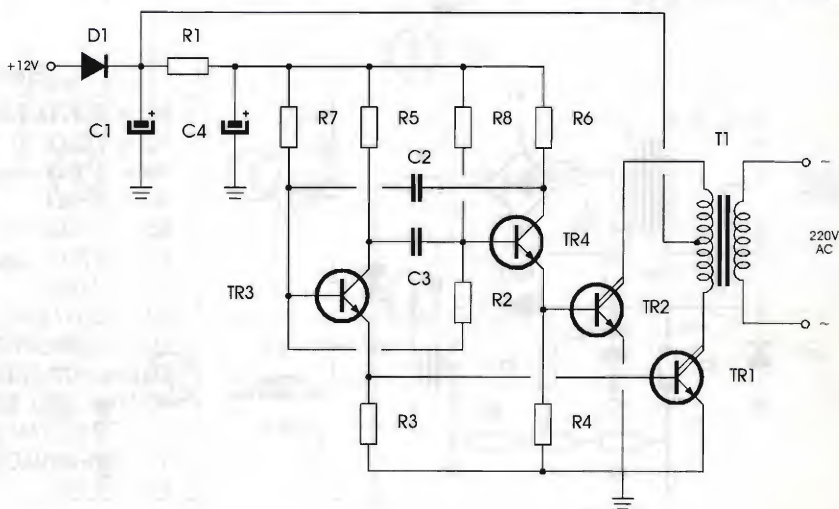 D1
R1
+12V
C1
+
C4
+
R7
R5
R8
R6
T1
C2
C3
TR4
TR3
R2
TR2
220V
AC
~
~
TR1
R3
R4